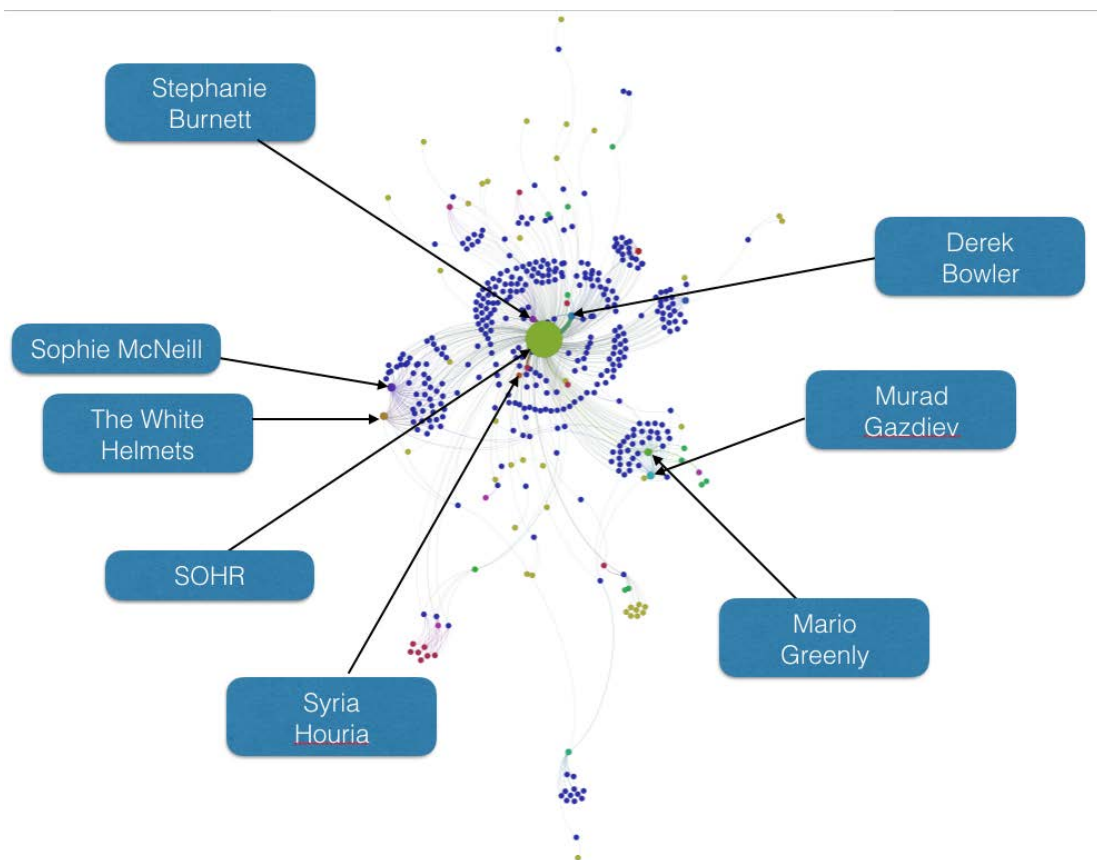 Stephanie
Burnett
Derek
Bowler
Sophie McNeill
The White
Helmets
Murad
Gazdiev
SOHR
Mario
Greenly
Syria
Houria